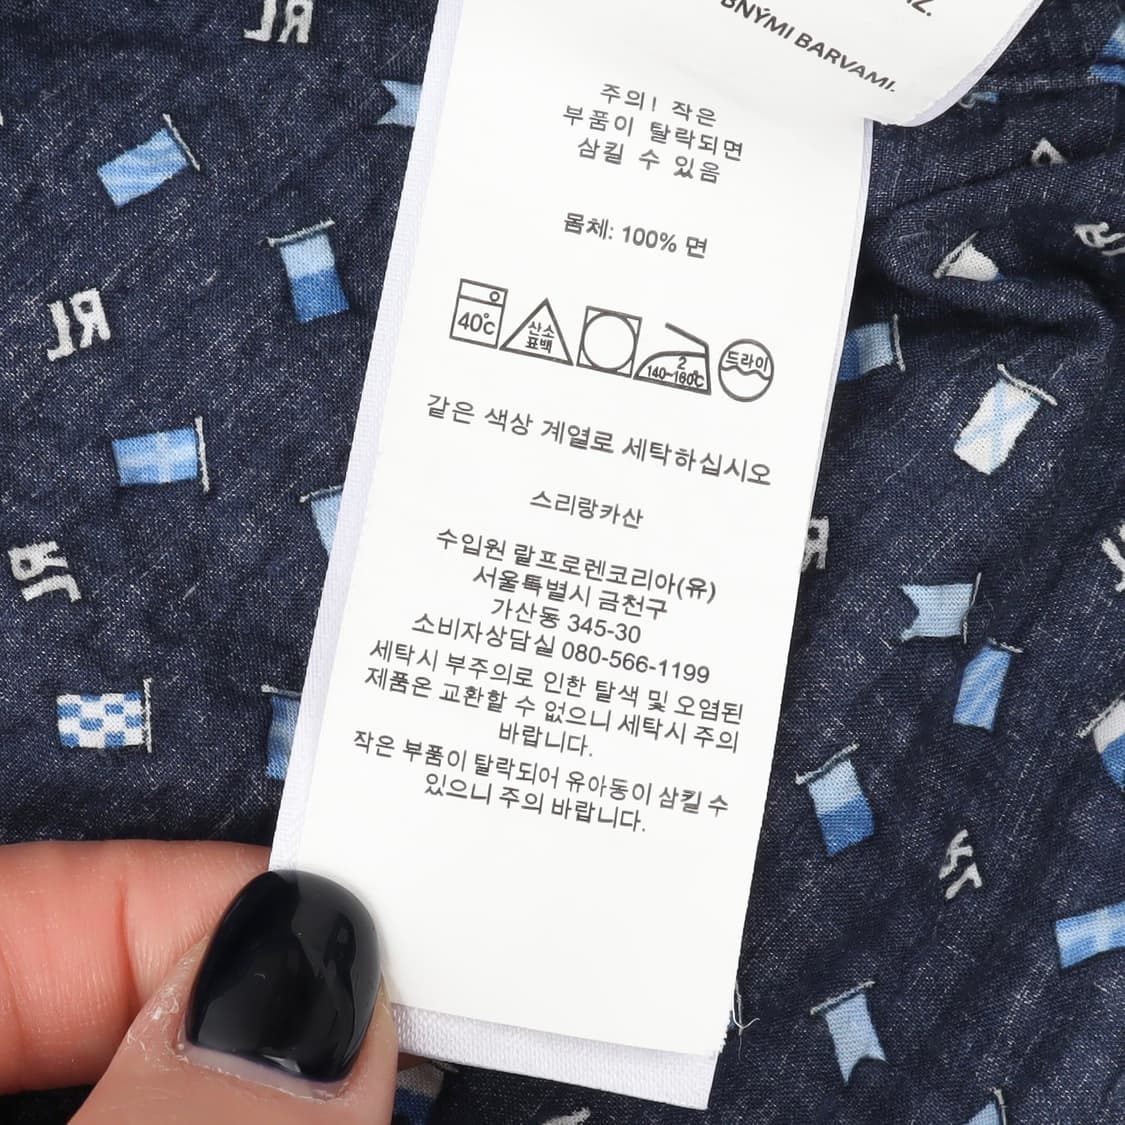 BNÝMI BARVAMI.
주의! 작은
부품이 탈락되면
삼킬 수 있음
몸체: 100% 면
40℃ 산소 표백 2 140~160℃ 드라이
같은 색상 계열로 세탁하십시오
스리랑카산
수입원 랄프로렌코리아(유)
서울특별시 금천구
가산동 345-30
소비자상담실 080-566-1199
세탁시 부주의로 인한 탈색 및 오염된
제품은 교환할 수 없으니 세탁시 주의
바랍니다.
작은 부품이 탈락되어 유아동이 삼킬 수
있으니 주의 바랍니다.
RL
RL
RL
RL